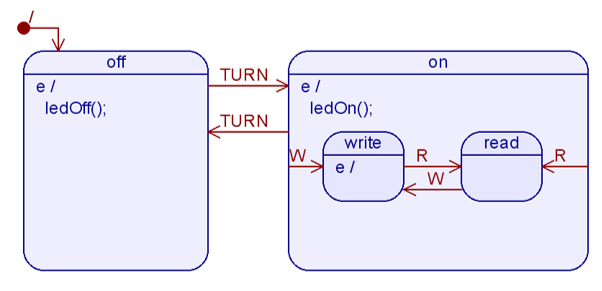 /
off
e /
ledOff();
TURN
TURN
on
e /
ledOn();
W
write
e /
R
W
read
R